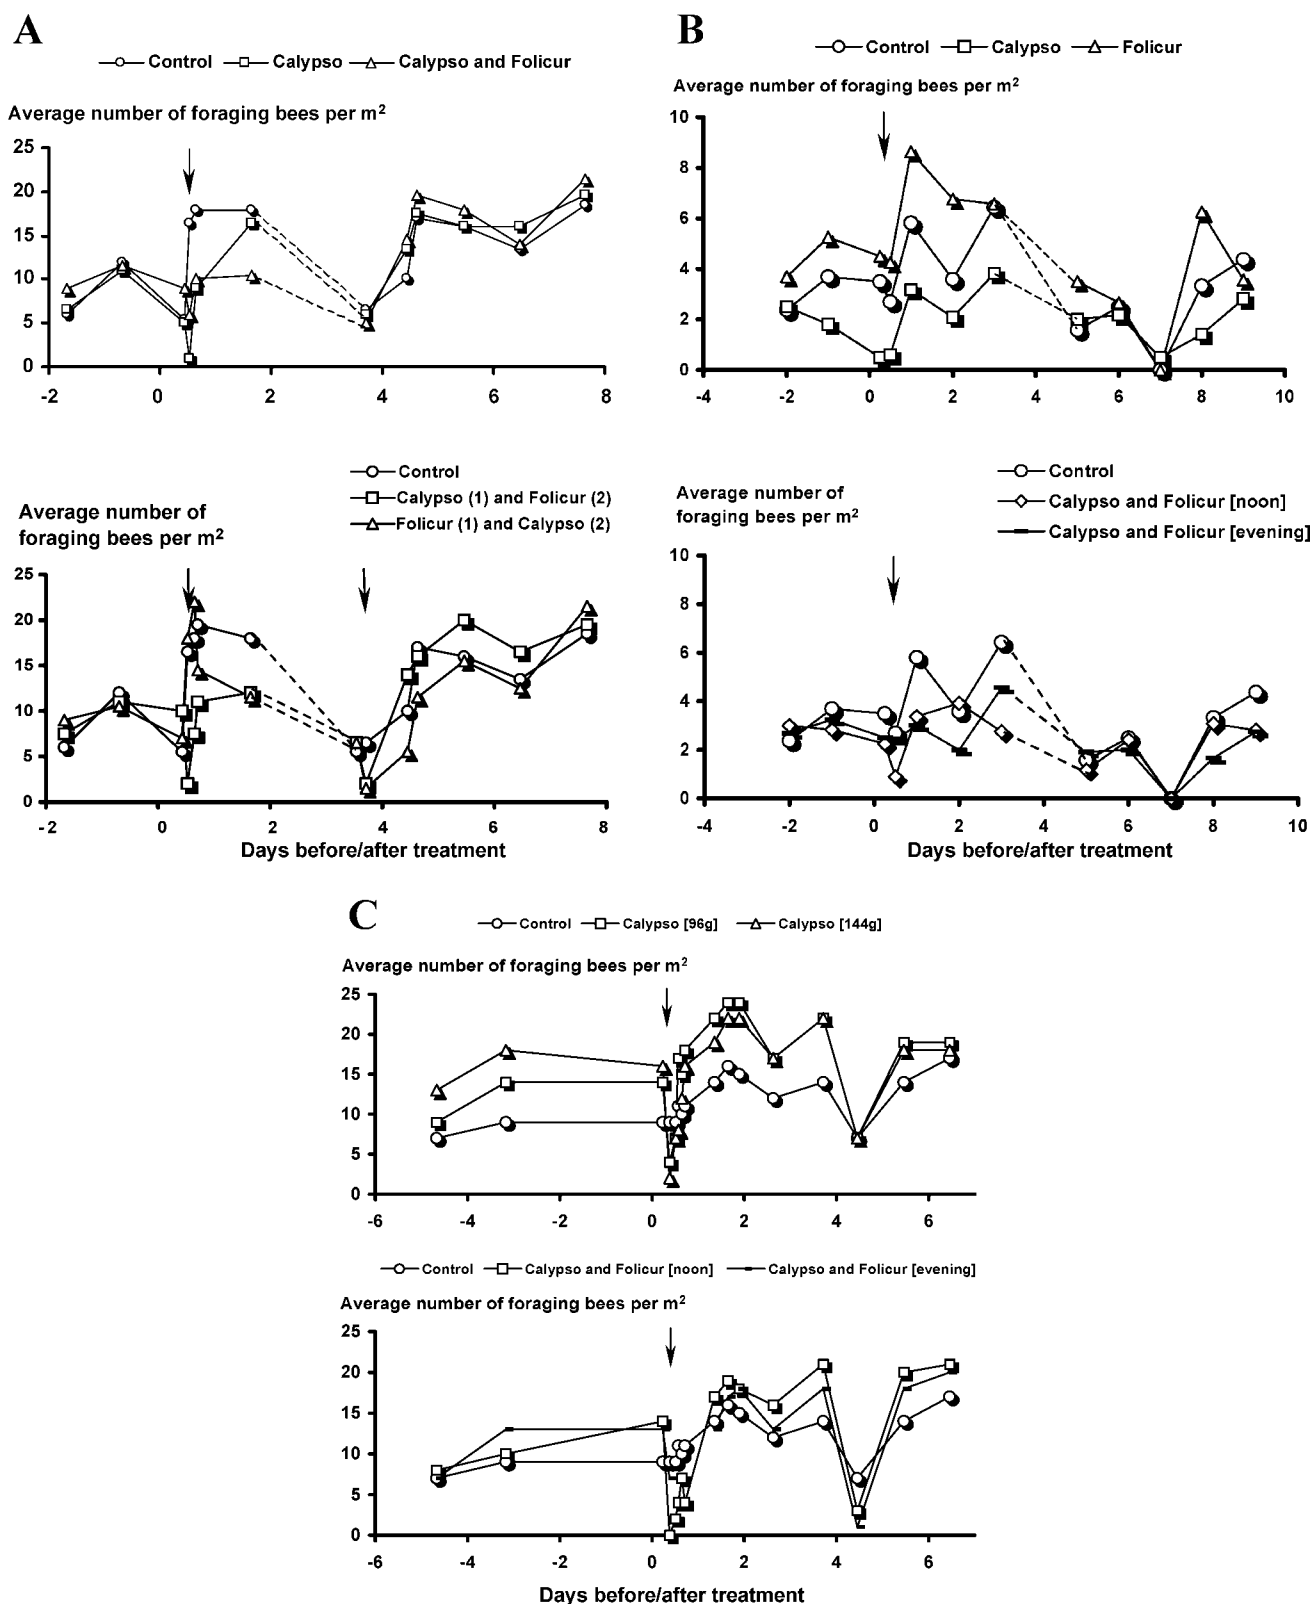 A
Control Calypso Calypso and Folicur
Average number of foraging bees per m2
25
20
15
10
5
0
-2 0 2 4 6 8
B
Control Calypso Folicur
Average number of foraging bees per m2
10
8
6
4
2
0
-4 -2 0 2 4 6 8 10
Control
Calypso (1) and Folicur (2)
Folicur (1) and Calypso (2)
Average number of
foraging bees per m2
25
20
15
10
5
0
-2 0 2 4 6 8
Days before/after treatment
Control
Calypso and Folicur [noon]
Calypso and Folicur [evening]
Average number of
foraging bees per m2
10
8
6
4
2
0
-4 -2 0 2 4 6 8 10
Days before/after treatment
C
Control Calypso [96g] Calypso [144g]
Average number of foraging bees per m2
25
20
15
10
5
0
-6 -4 -2 0 2 4 6
Control Calypso and Folicur [noon] Calypso and Folicur [evening]
Average number of foraging bees per m2
25
20
15
10
5
0
-6 -4 -2 0 2 4 6
Days before/after treatment